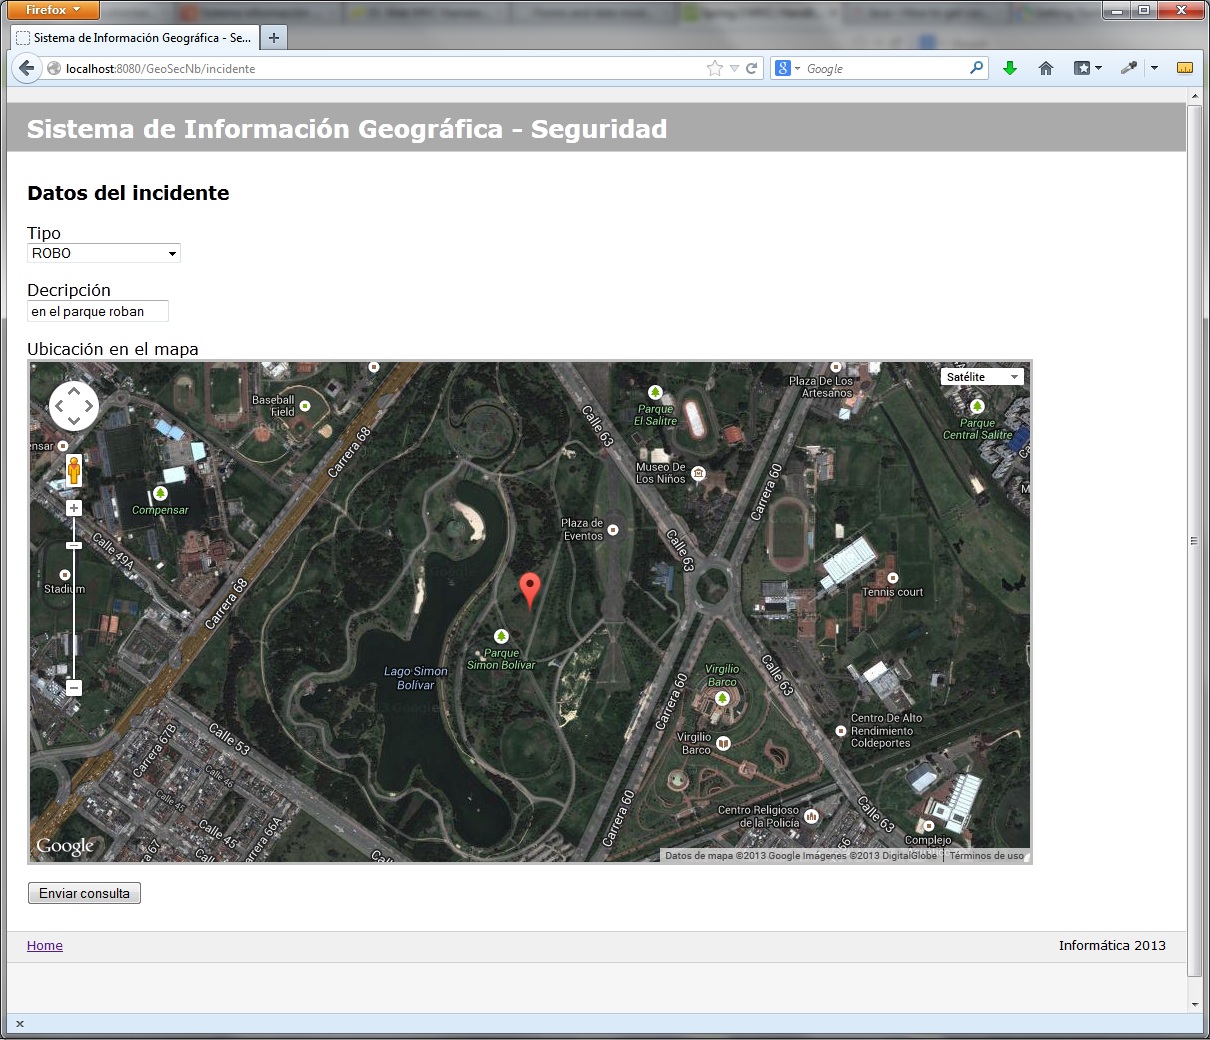 Firefox
Sistema de Información Geográfica - Se...
localhost:8080/GeoSecNb/incidente
Google
Sistema de Información Geográfica - Seguridad
Datos del incidente
Tipo
ROBO
Decripción
en el parque roban
Ubicación en el mapa
Satélite
Plaza De Los
Artesanos
Baseball
Field
Parque
El Salitre
Parque
Central Salitre
Calle 63
Carrera 68
nsar
Museo De
Los Niños
Carrera 60
Compensar
Plaza de
Eventos
Calle 49A
Calle 63
Stadium
Tennis court
Carrera 68
Parque
Simon Bolívar
Lago Simon
Bolívar
Virgilio
Barco
Calle 63
Carrera 60
Centro De Alto
Rendimiento
Coldeportes
Calle 53
Carrera 67B
Virgilio
Barco
Calle 46
Calle 45
Calle 45
Carrera 66A
Carrera 60
Centro Religioso
de la Policía
Calle 63
Complejo
Google
Datos de mapa ©2013 Google Imágenes ©2013 DigitalGlobe
Términos de uso
Enviar consulta
Home
Informática 2013